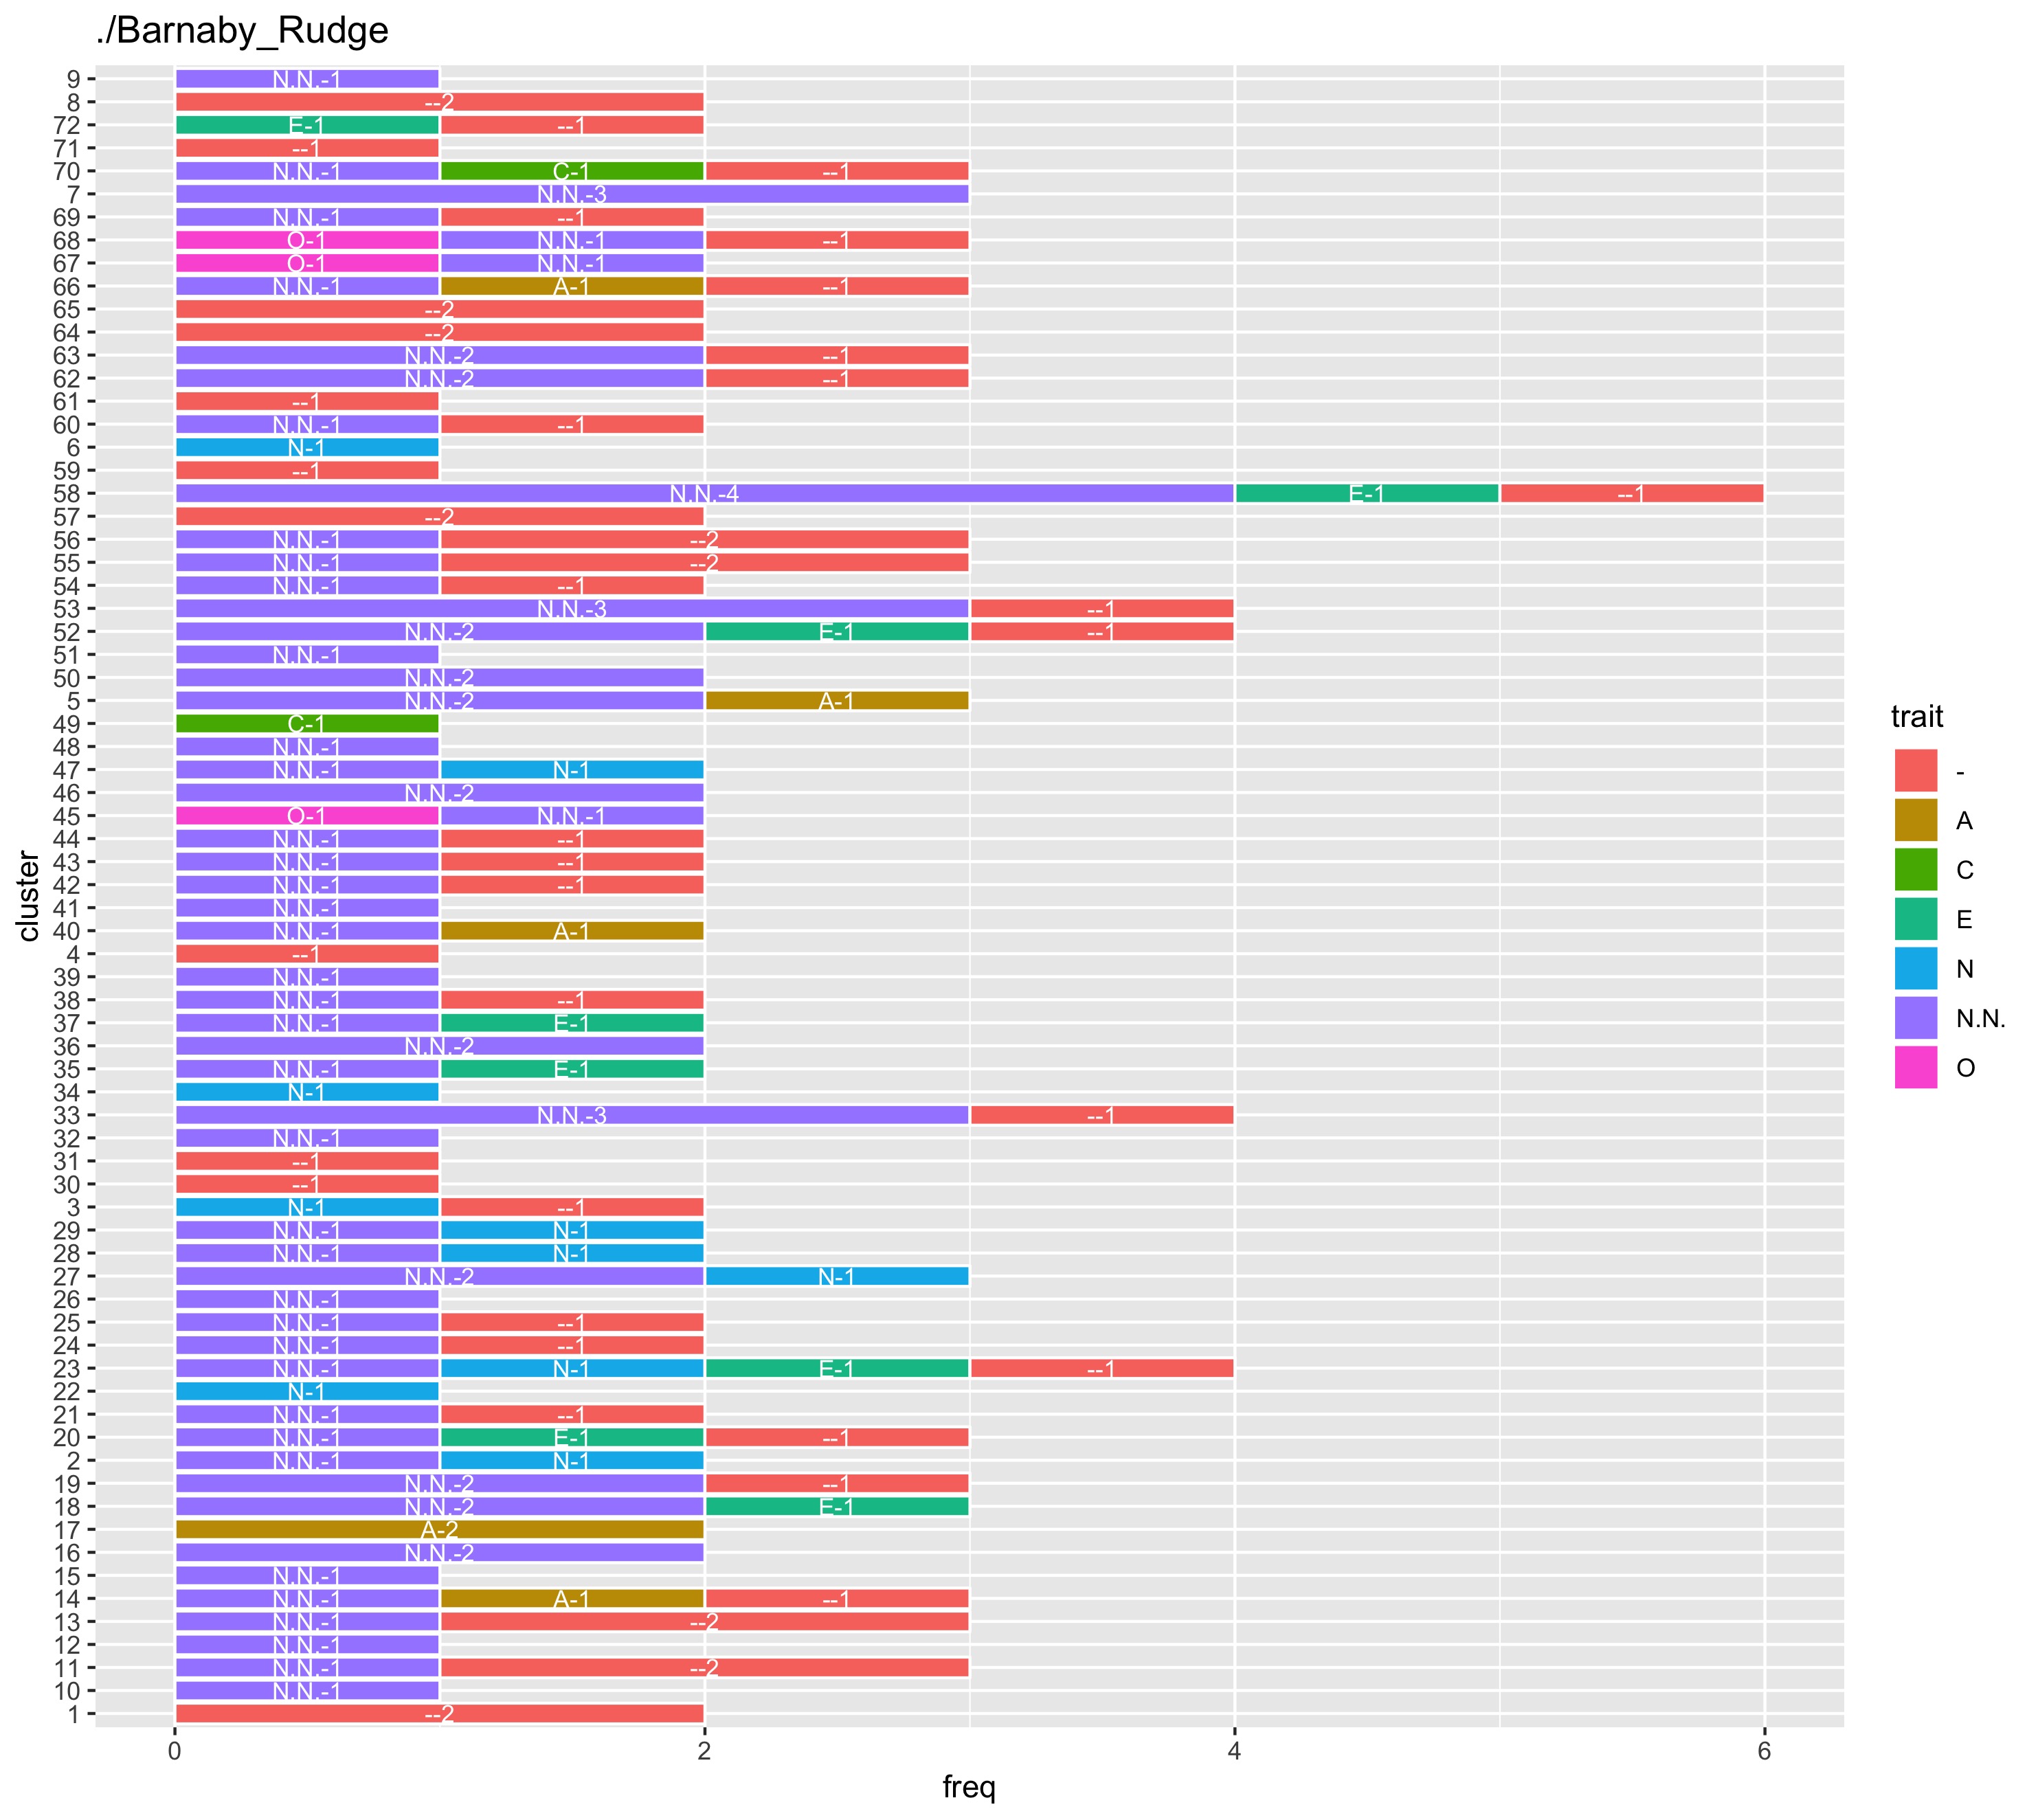 ./Barnaby_Rudge
9 N.N.-1
8 --2
72 E-1 --1
71 --1
70 N.N.-1 C-1 --1
7 N.N.-3
69 N.N.-1 --1
68 O-1 N.N.-1 --1
67 O-1 N.N.-1
66 N.N.-1 A-1 --1
65 --2
64 --2
63 N.N.-2 --1
62 N.N.-2 --1
61 --1
60 N.N.-1 --1
6 N-1
59 --1
58 N.N.-4 E-1 --1
57 --2
56 N.N.-1 --2
55 N.N.-1 --2
54 N.N.-1 --1
53 N.N.-3 --1
52 N.N.-2 E-1 --1
51 N.N.-1
50 N.N.-2
5 N.N.-2 A-1
49 C-1
48 N.N.-1
47 N.N.-1 N-1
46 N.N.-2
45 O-1 N.N.-1
44 N.N.-1 --1
43 N.N.-1 --1
42 N.N.-1 --1
41 N.N.-1
40 N.N.-1 A-1
4 --1
39 N.N.-1
38 N.N.-1 --1
37 N.N.-1 E-1
36 N.N.-2
35 N.N.-1 E-1
34 N-1
33 N.N.-3 --1
32 N.N.-1
31 --1
30 --1
3 N-1 --1
29 N.N.-1 N-1
28 N.N.-1 N-1
27 N.N.-2 N-1
26 N.N.-1
25 N.N.-1 --1
24 N.N.-1 --1
23 N.N.-1 N-1 E-1 --1
22 N-1
21 N.N.-1 --1
20 N.N.-1 E-1 --1
2 N.N.-1 N-1
19 N.N.-2 --1
18 N.N.-2 E-1
17 A-2
16 N.N.-2
15 N.N.-1
14 N.N.-1 A-1 --1
13 N.N.-1 --2
12 N.N.-1
11 N.N.-1 --2
10 N.N.-1
1 --2
0 2 4 6
freq
cluster
trait
-
A
C
E
N
N.N.
O